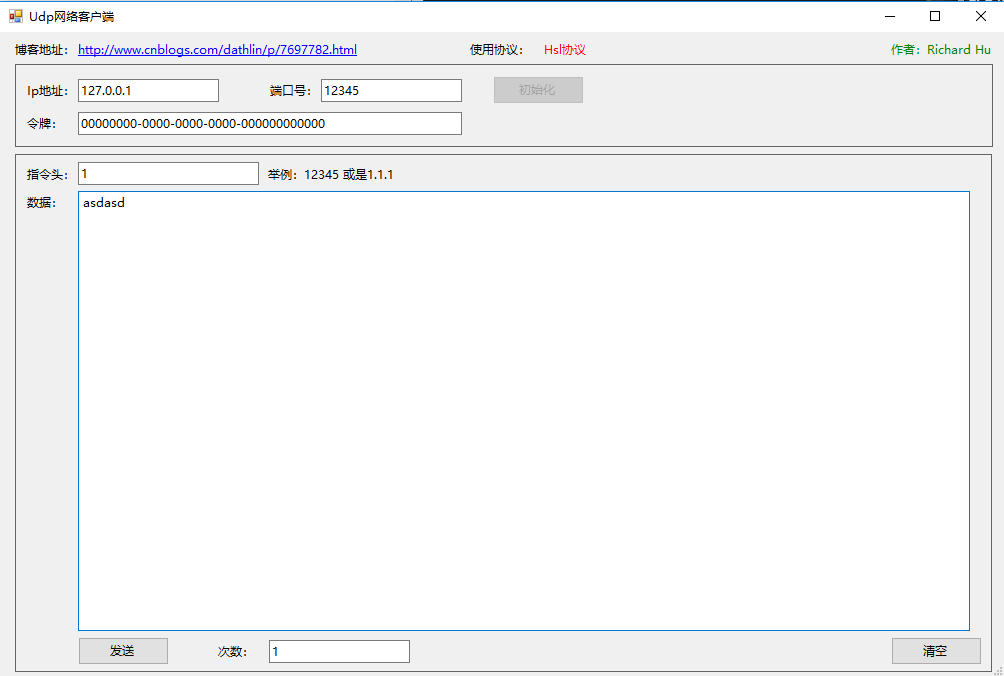 Udp网络客户端
博客地址： http://www.cnblogs.com/dathlin/p/7697782.html 使用协议： Hsl协议 作者：Richard Hu
Ip地址： 127.0.0.1 端口号： 12345 初始化
令牌： 00000000-0000-0000-0000-000000000000
指令头： 1 举例：12345 或是1.1.1
数据： asdasd
发送 次数： 1 清空